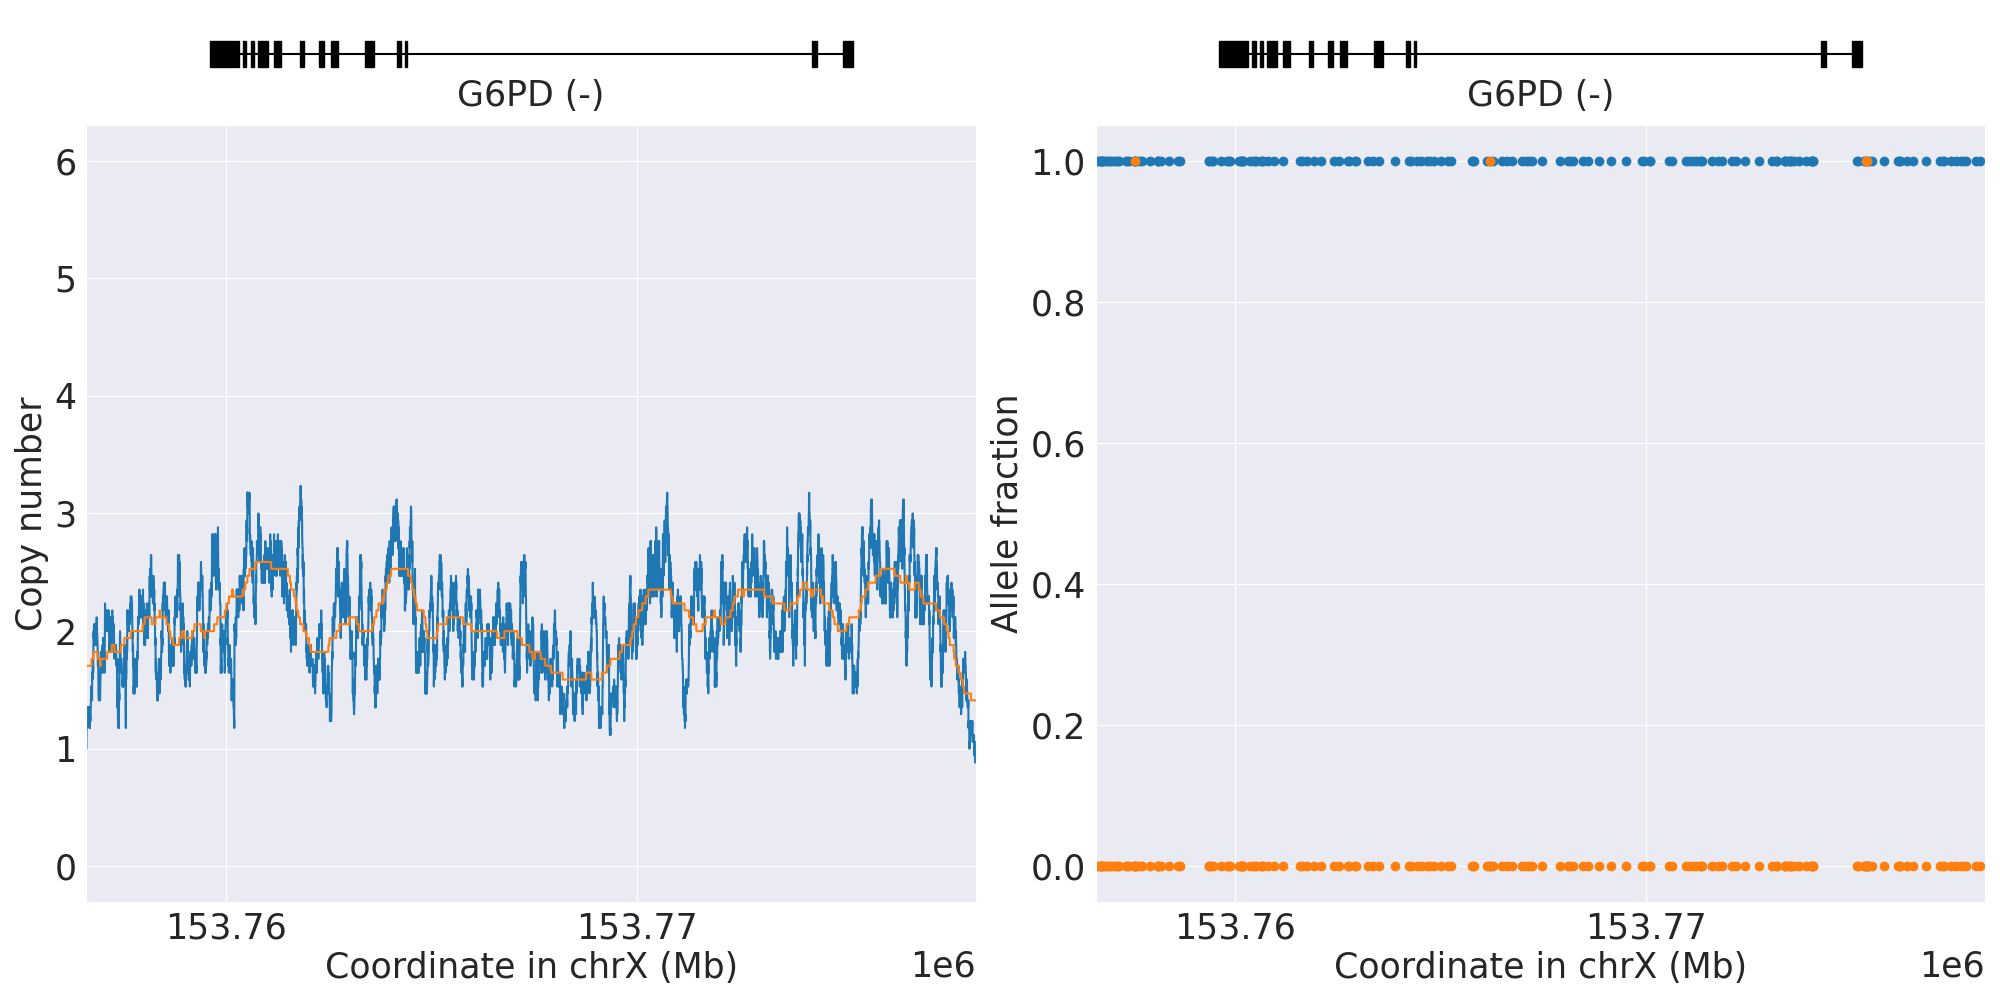 G6PD (-)
G6PD (-)
Copy number
6
5
4
3
2
1
0
153.76
153.77
Coordinate in chrX (Mb)
1e6
Allele fraction
1.0
0.8
0.6
0.4
0.2
0.0
153.76
153.77
Coordinate in chrX (Mb)
1e6